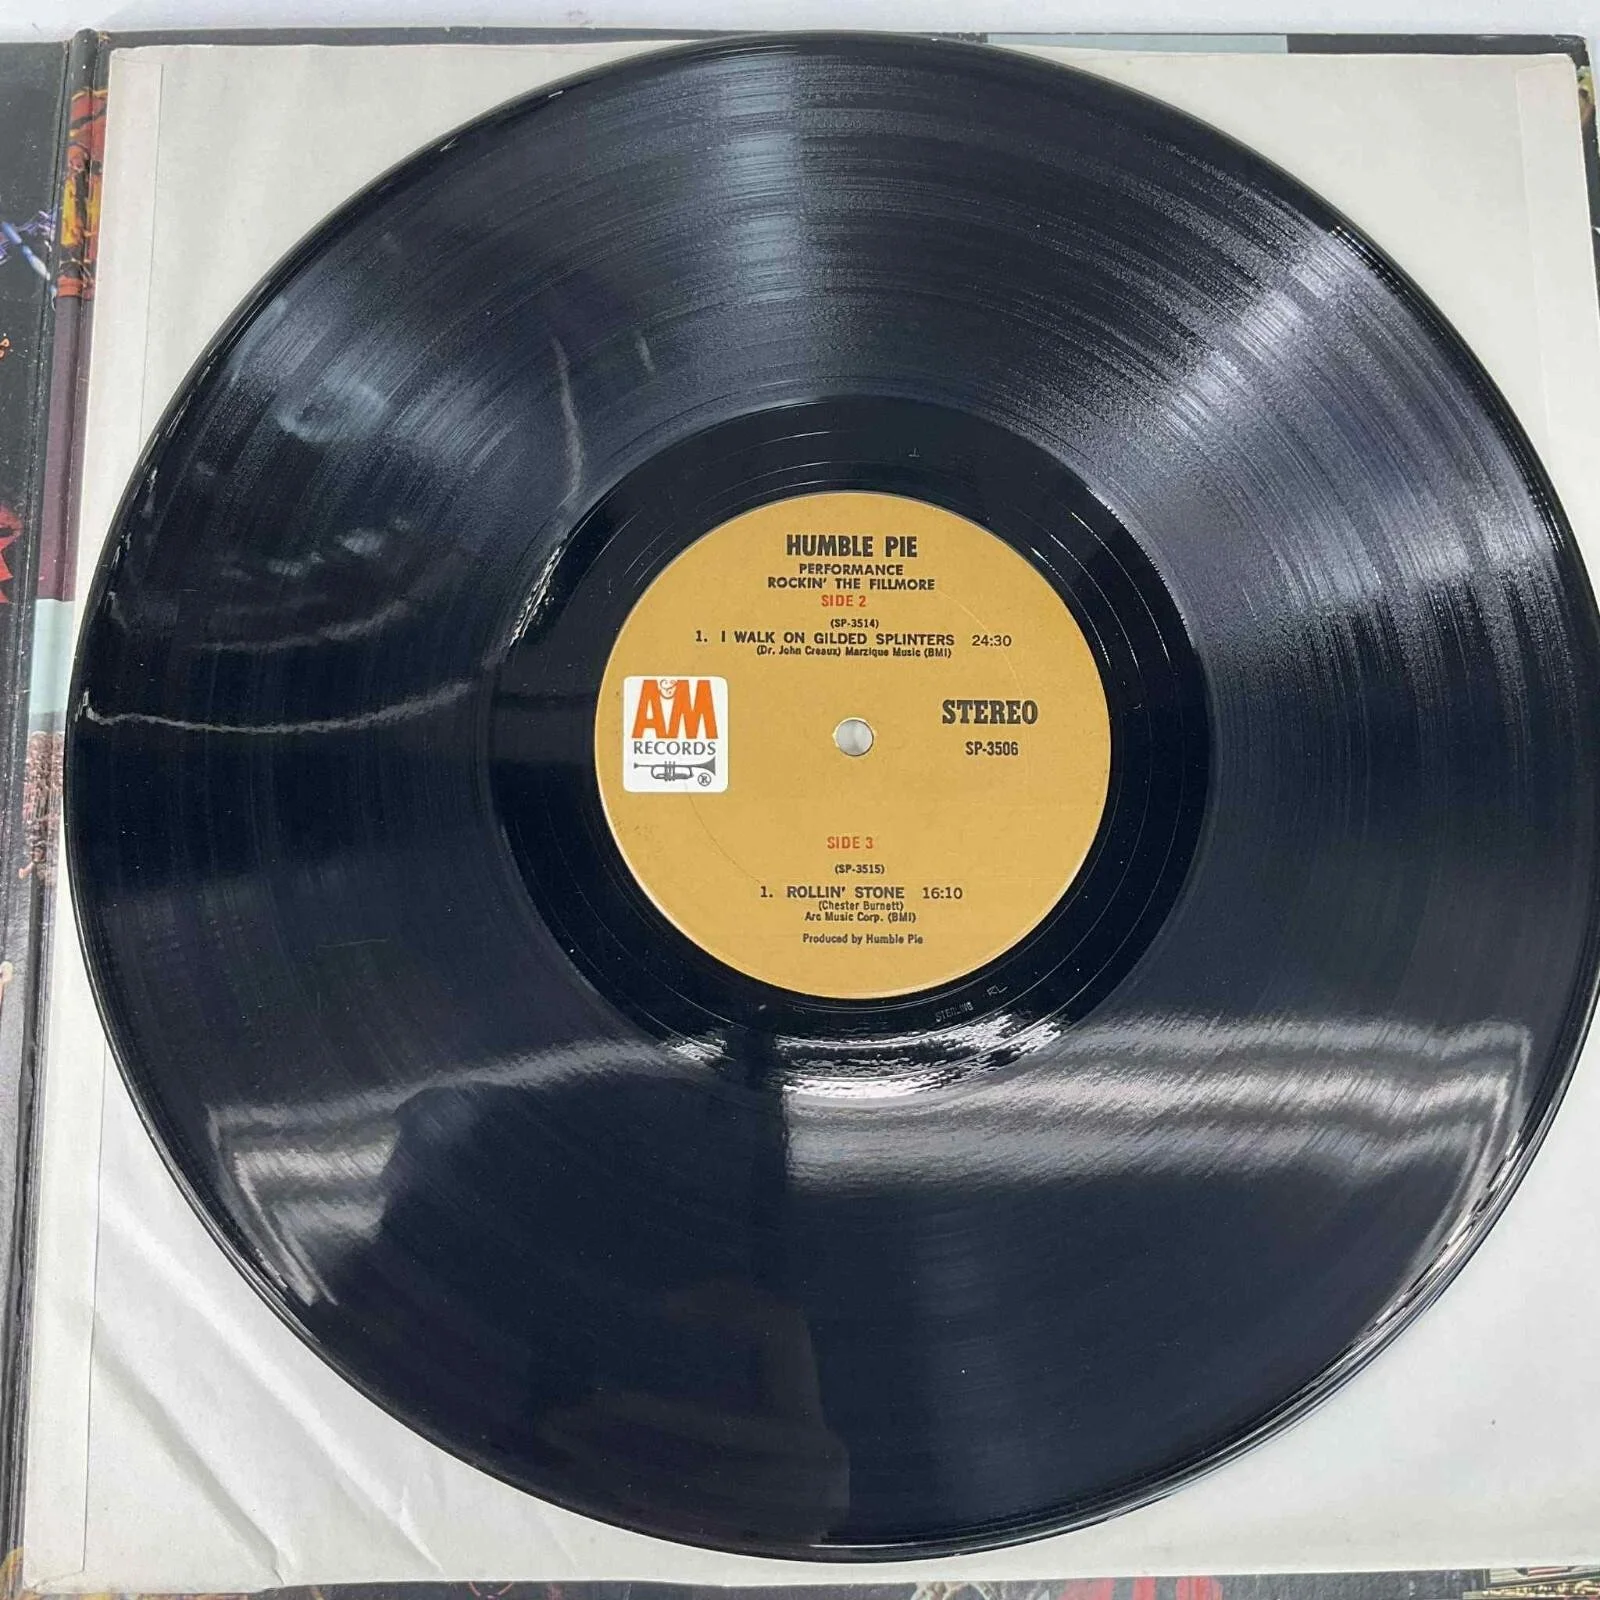 HUMBLE PIE
PERFORMANCE
ROCKIN' THE FILLMORE
SIDE 2
(SP-3514)
1. I WALK ON GILDED SPLINTERS 24:30
(Dr. John Creaux) Marzique Music (BMI)
A&M
RECORDS
®
STEREO
SP-3506
SIDE 3
(SP-3515)
1. ROLLIN' STONE 16:10
(Chester Burnett)
Arc Music Corp. (BMI)
Produced by Humble Pie
STERLING RL